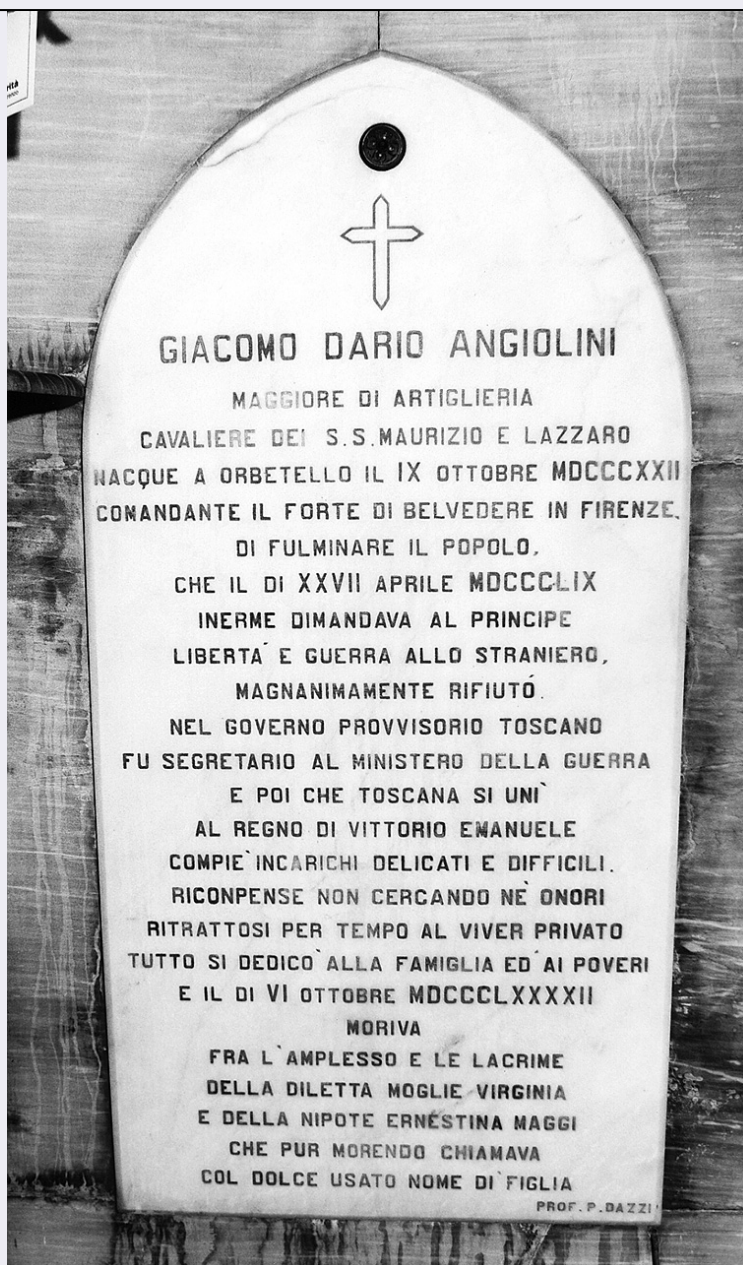 GIACOMO DARIO ANGIOLINI
MAGGIORE DI ARTIGLIERIA
CAVALIERE DEI S.S. MAURIZIO E LAZZARO
NACQUE A ORBETELLO IL IX OTTOBRE MDCCCXXII
COMANDANTE IL FORTE DI BELVEDERE IN FIRENZE,
DI FULMINARE IL POPOLO,
CHE IL DI XXVII APRILE MDCCCLIX
INERME DIMANDAVA AL PRINCIPE
LIBERTA´ E GUERRA ALLO STRANIERO,
MAGNANIMAMENTE RIFIUTÓ.
NEL GOVERNO PROVVISORIO TOSCANO
FU SEGRETARIO AL MINISTERO DELLA GUERRA
E POI CHE TOSCANA SI UNI`
AL REGNO DI VITTORIO EMANUELE
COMPIE` INCARICHI DELICATI E DIFFICILI.
RICONPENSE NON CERCANDO NE` ONORI
RITRATTOSI PER TEMPO AL VIVER PRIVATO
TUTTO SI DEDICO` ALLA FAMIGLIA ED´AI POVERI
E IL DI VI OTTOBRE MDCCCLXXXXII
MORIVA
FRA L`AMPLESSO E LE LACRIME
DELLA DILETTA MOGLIE VIRGINIA
E DELLA NIPOTE ERNESTINA MAGGI
CHE PUR MORENDO CHIAMAVA
COL DOLCE USATO NOME DI FIGLIA
PROF. P. DAZZI